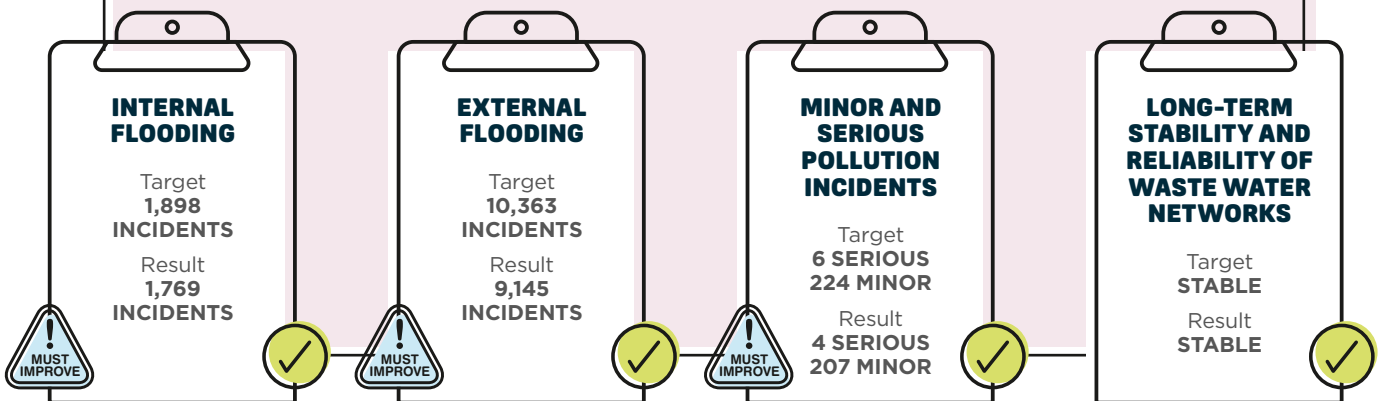 INTERNAL
FLOODING
Target
1,898
INCIDENTS
Result
1,769
INCIDENTS
!
MUST
IMPROVE
EXTERNAL
FLOODING
Target
10,363
INCIDENTS
Result
9,145
INCIDENTS
!
MUST
IMPROVE
MINOR AND
SERIOUS
POLLUTION
INCIDENTS
Target
6 SERIOUS
224 MINOR
Result
4 SERIOUS
207 MINOR
!
MUST
IMPROVE
LONG-TERM
STABILITY AND
RELIABILITY OF
WASTE WATER
NETWORKS
Target
STABLE
Result
STABLE